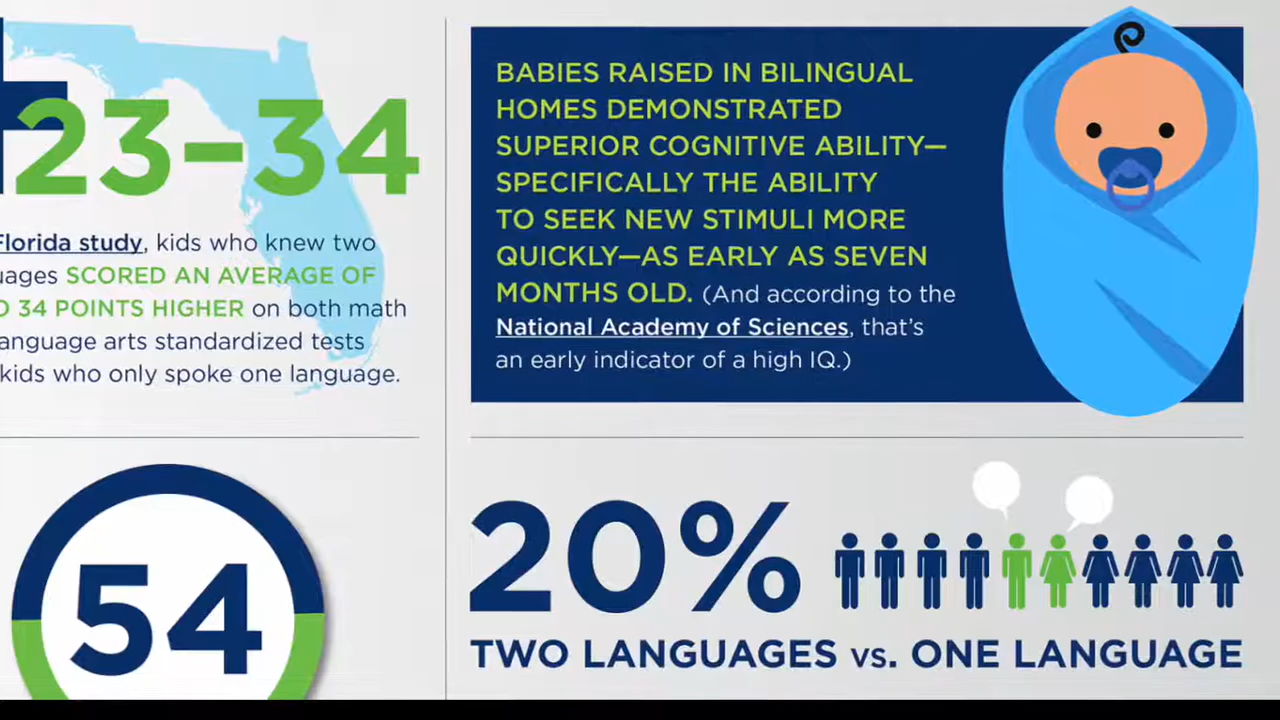 23–34
Florida study, kids who knew two
SCORED AN AVERAGE OF
34 POINTS HIGHER on both math
language arts standardized tests
kids who only spoke one language.
BABIES RAISED IN BILINGUAL
HOMES DEMONSTRATED
SUPERIOR COGNITIVE ABILITY—
SPECIFICALLY THE ABILITY
TO SEEK NEW STIMULI MORE
QUICKLY—AS EARLY AS SEVEN
MONTHS OLD. (And according to the
National Academy of Sciences, that's
an early indicator of a high IQ.)
54
20%
TWO LANGUAGES vs. ONE LANGUAGE